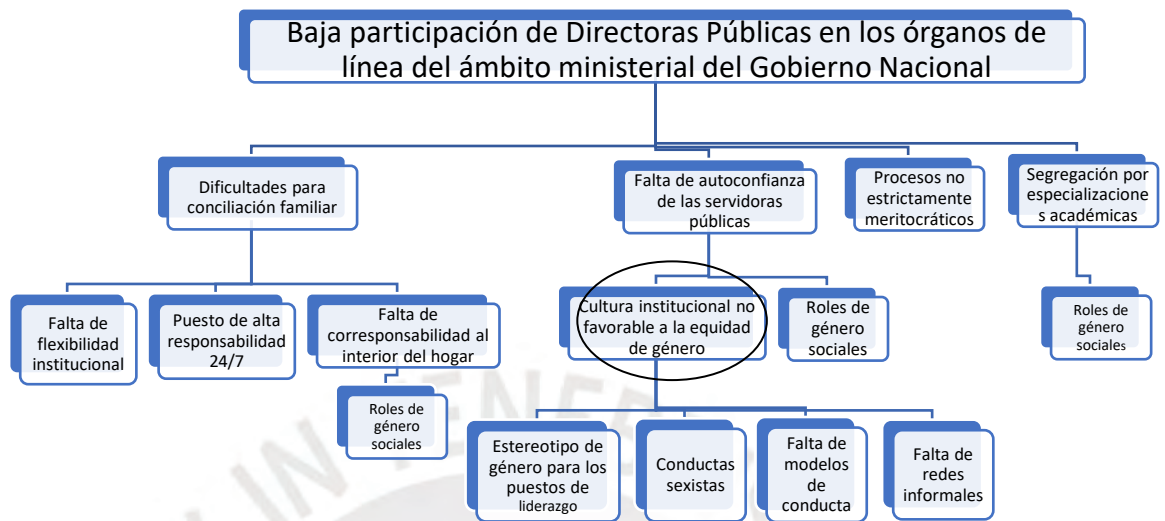 Baja participación de Directoras Públicas en los órganos de
línea del ámbito ministerial del Gobierno Nacional
Dificultades para
conciliación familiar
Falta de autoconfianza
de las servidoras
públicas
Procesos no
estrictamente
meritocráticos
Segregación por
especializacione
s académicas
Falta de
flexibilidad
institucional
Puesto de alta
responsabilidad
24/7
Falta de
corresponsabilidad al
interior del hogar
Cultura institucional no
favorable a la equidad
de género
Roles de
género
sociales
Roles de
género
sociales
Roles de
género
sociales
Estereotipo de
género para los
puestos de
liderazgo
Conductas
sexistas
Falta de
modelos
de
conducta
Falta de
redes
informales